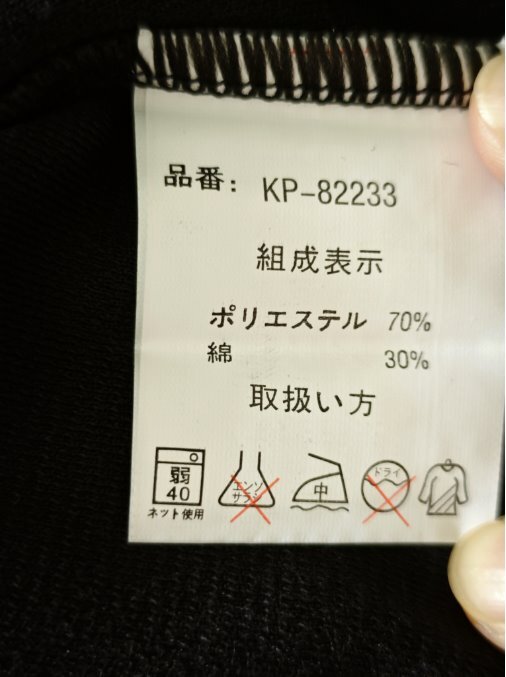 品番: KP-82233
組成表示
ポリエステル 70%
綿 30%
取扱い方
弱 40 エンソサラシ 中 ドライ
ネット使用